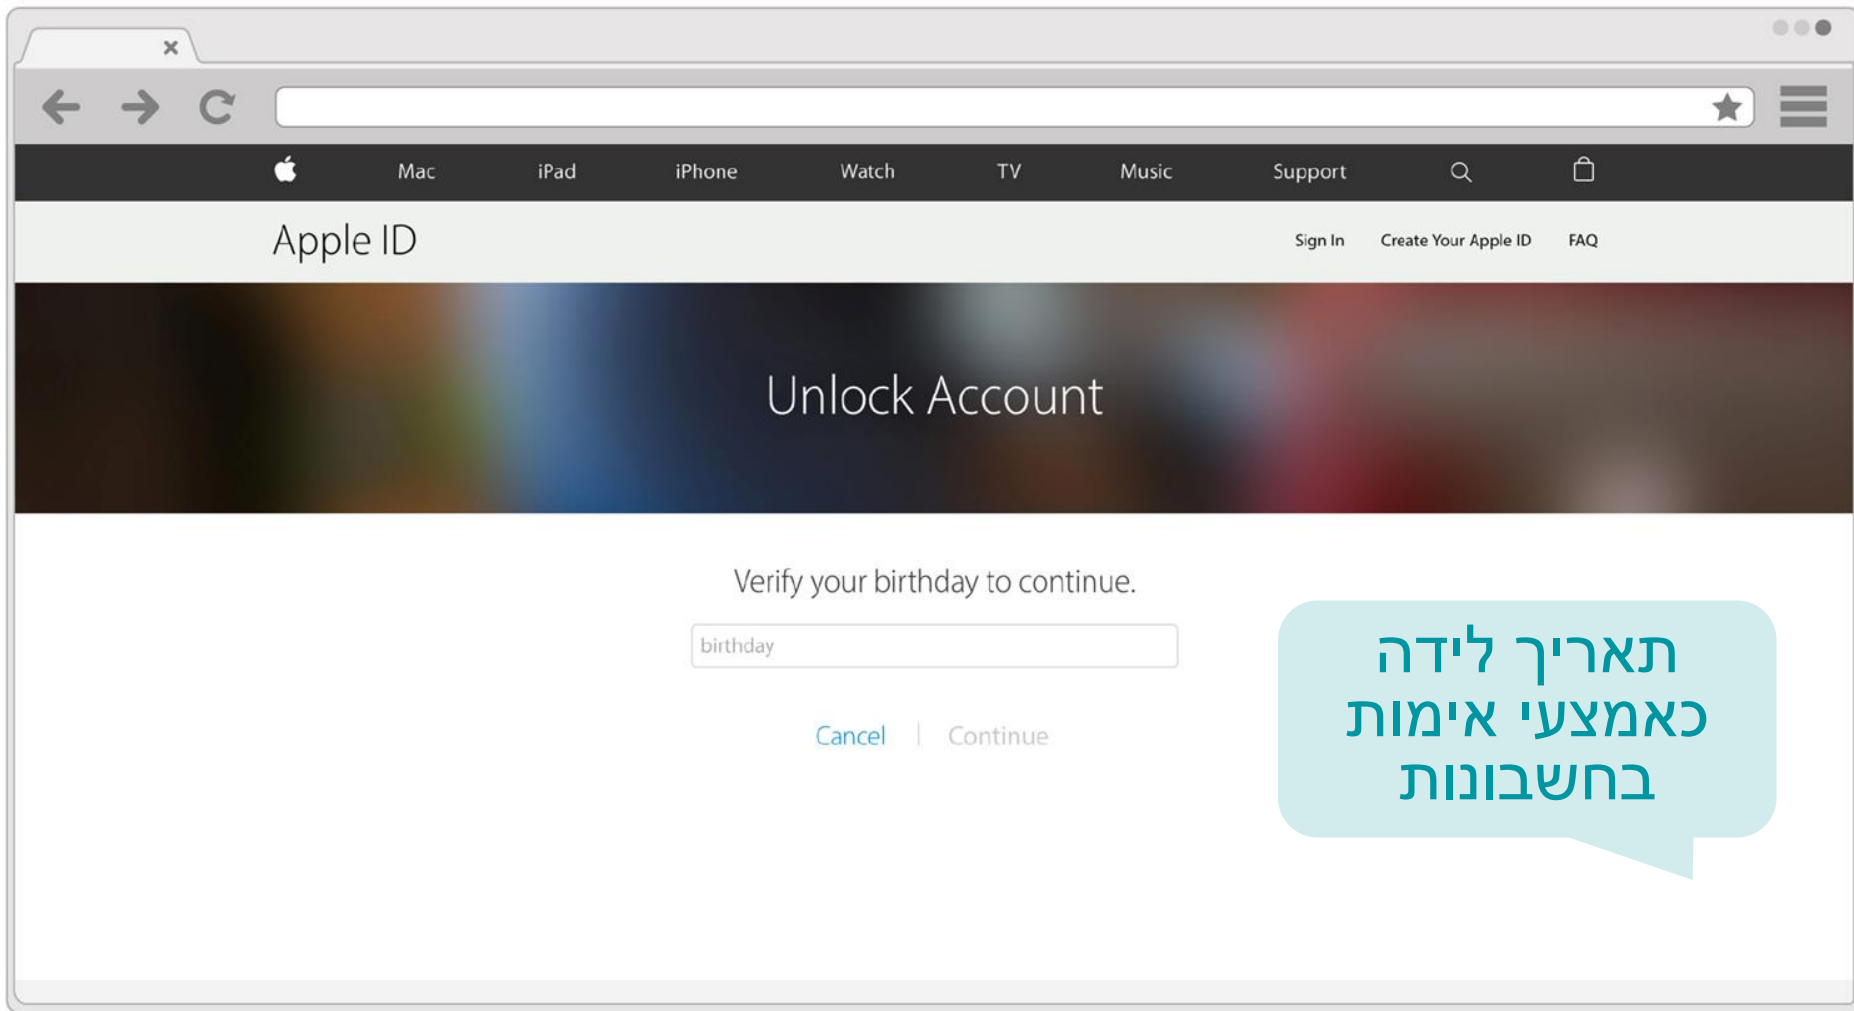 Mac iPad iPhone Watch TV Music Support
Apple ID
Sign In Create Your Apple ID FAQ
Unlock Account
Verify your birthday to continue.
birthday
Cancel | Continue
תאריך לידה
כאמצעי אימות
בחשבונות